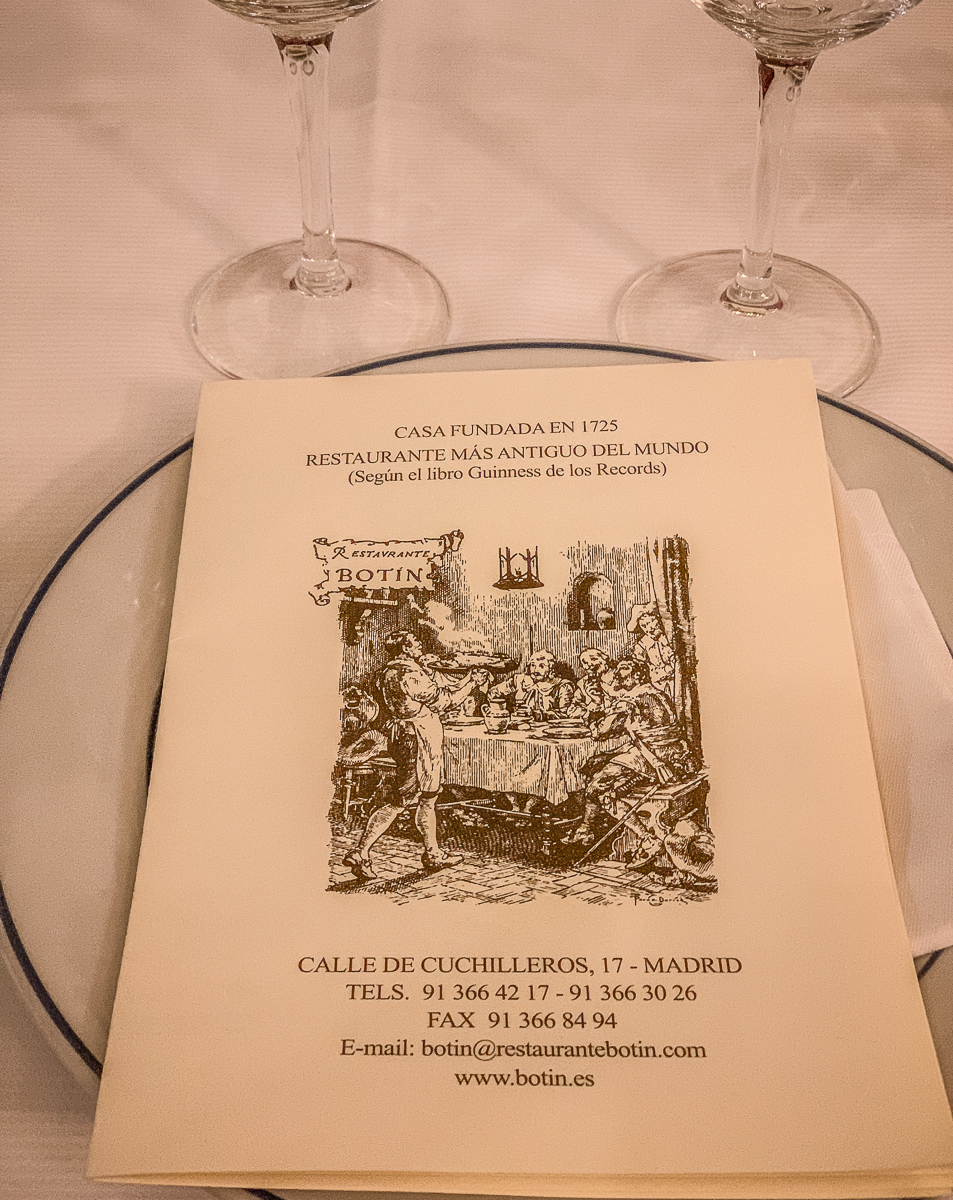 CASA FUNDADA EN 1725
RESTAURANTE MÁS ANTIGUO DEL MUNDO
(Según el libro Guinness de los Records)
RESTAVRANTE
BOTÍN
CALLE DE CUCHILLEROS, 17 - MADRID
TELS. 91 366 42 17 - 91 366 30 26
FAX 91 366 84 94
E-mail: botin@restaurantebotin.com
www.botin.es